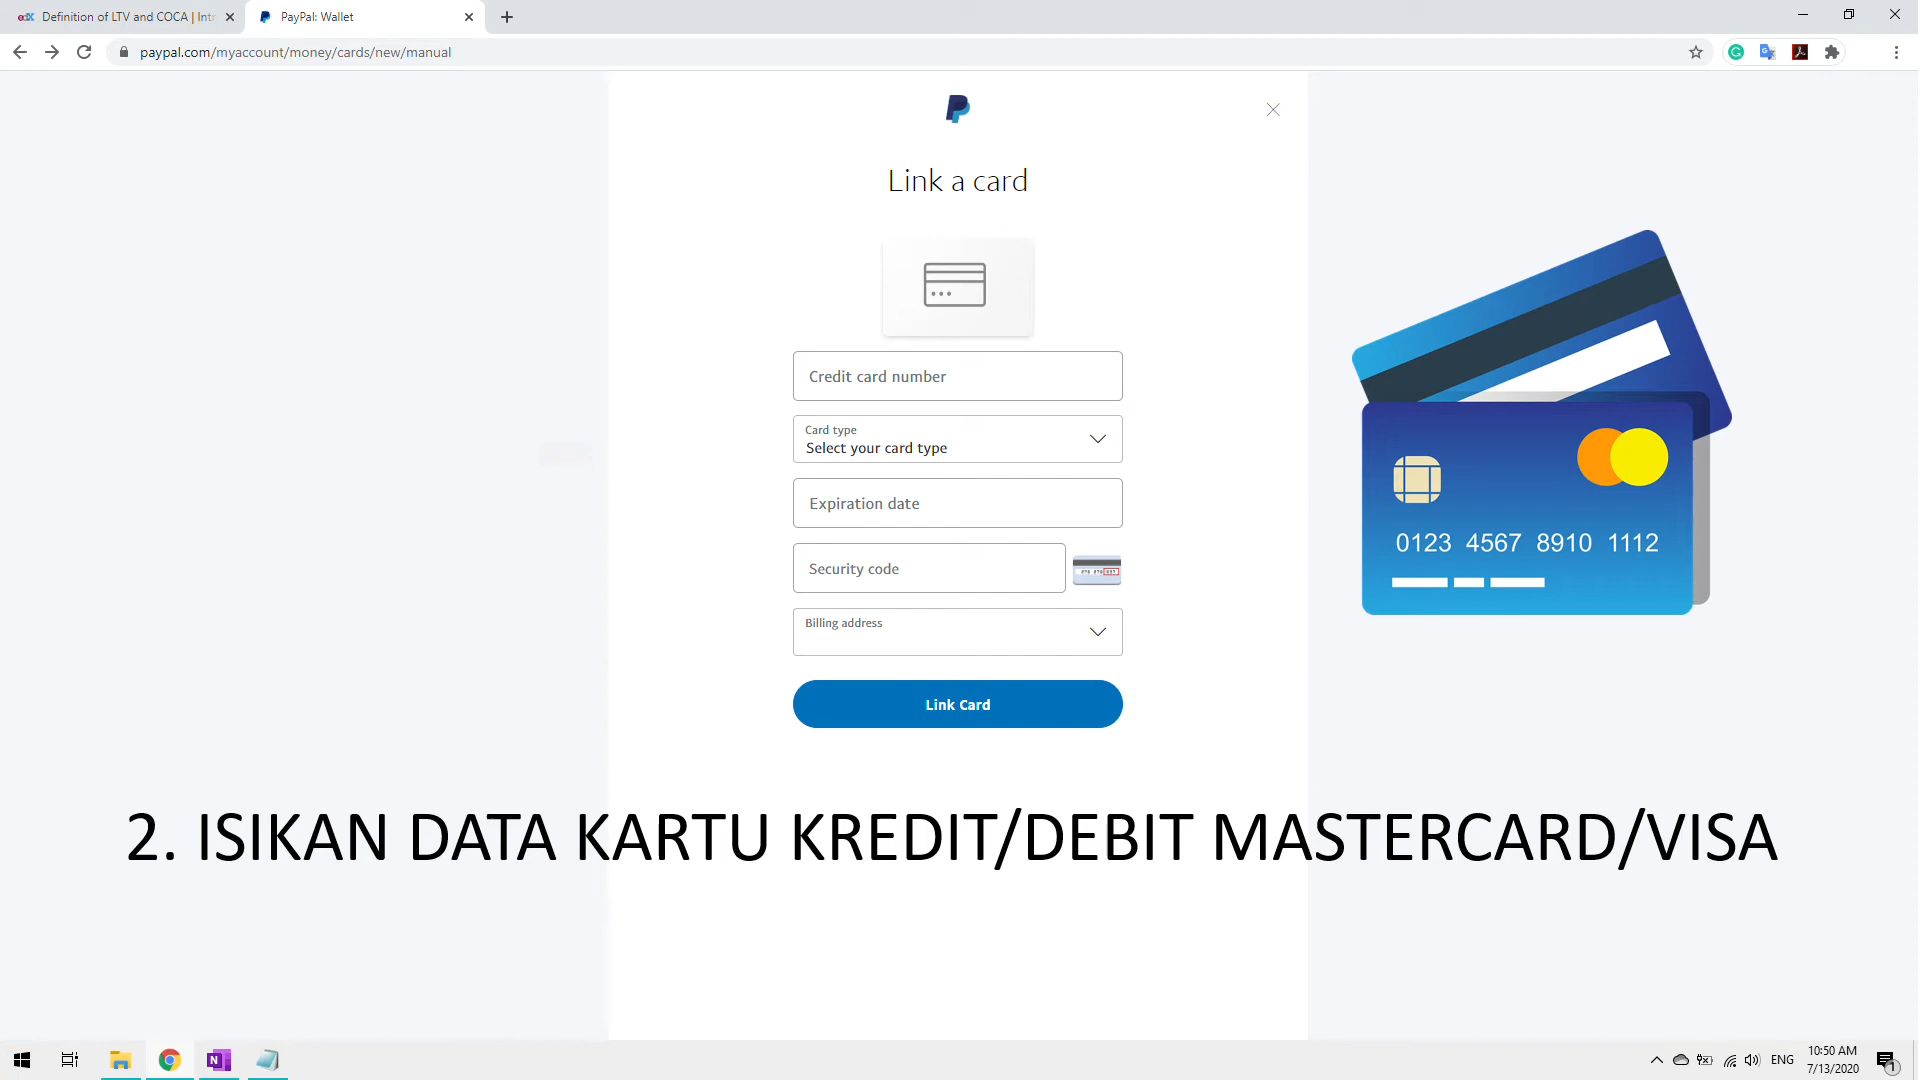 edX Definition of LTV and COCA | Intr
PayPal: Wallet
paypal.com/myaccount/money/cards/new/manual
Link a card
Credit card number
Card type
Select your card type
Expiration date
Security code
Billing address
Link Card
0123 4567 8910 1112
2. ISIKAN DATA KARTU KREDIT/DEBIT MASTERCARD/VISA
ENG
10:50 AM
7/13/2020
1